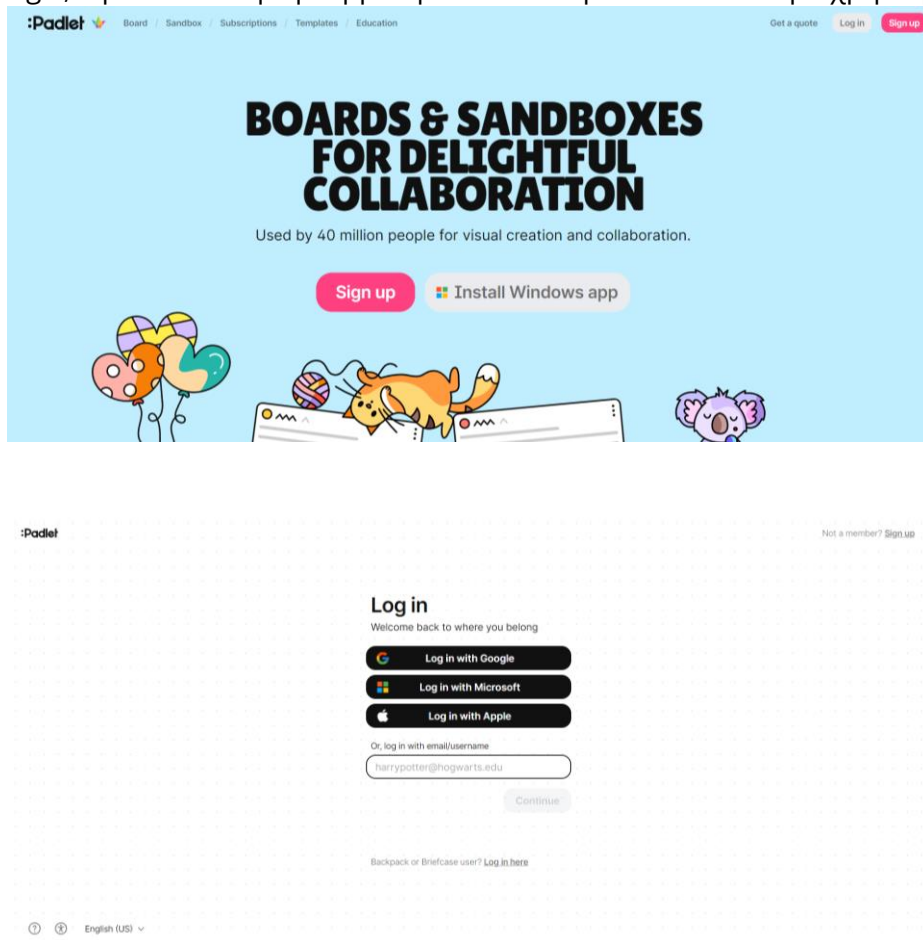 :Padlet Board / Sandbox / Subscriptions / Templates / Education Get a quote Log in Sign up
BOARDS & SANDBOXES
FOR DELIGHTFUL
COLLABORATION
Used by 40 million people for visual creation and collaboration.
Sign up Install Windows app
:Padlet Not a member? Sign up
Log in
Welcome back to where you belong
Log in with Google
Log in with Microsoft
Log in with Apple
Or, log in with email/username
harrypotter@hogwarts.edu
Continue
Backpack or Briefcase user? Log in here
English (US)